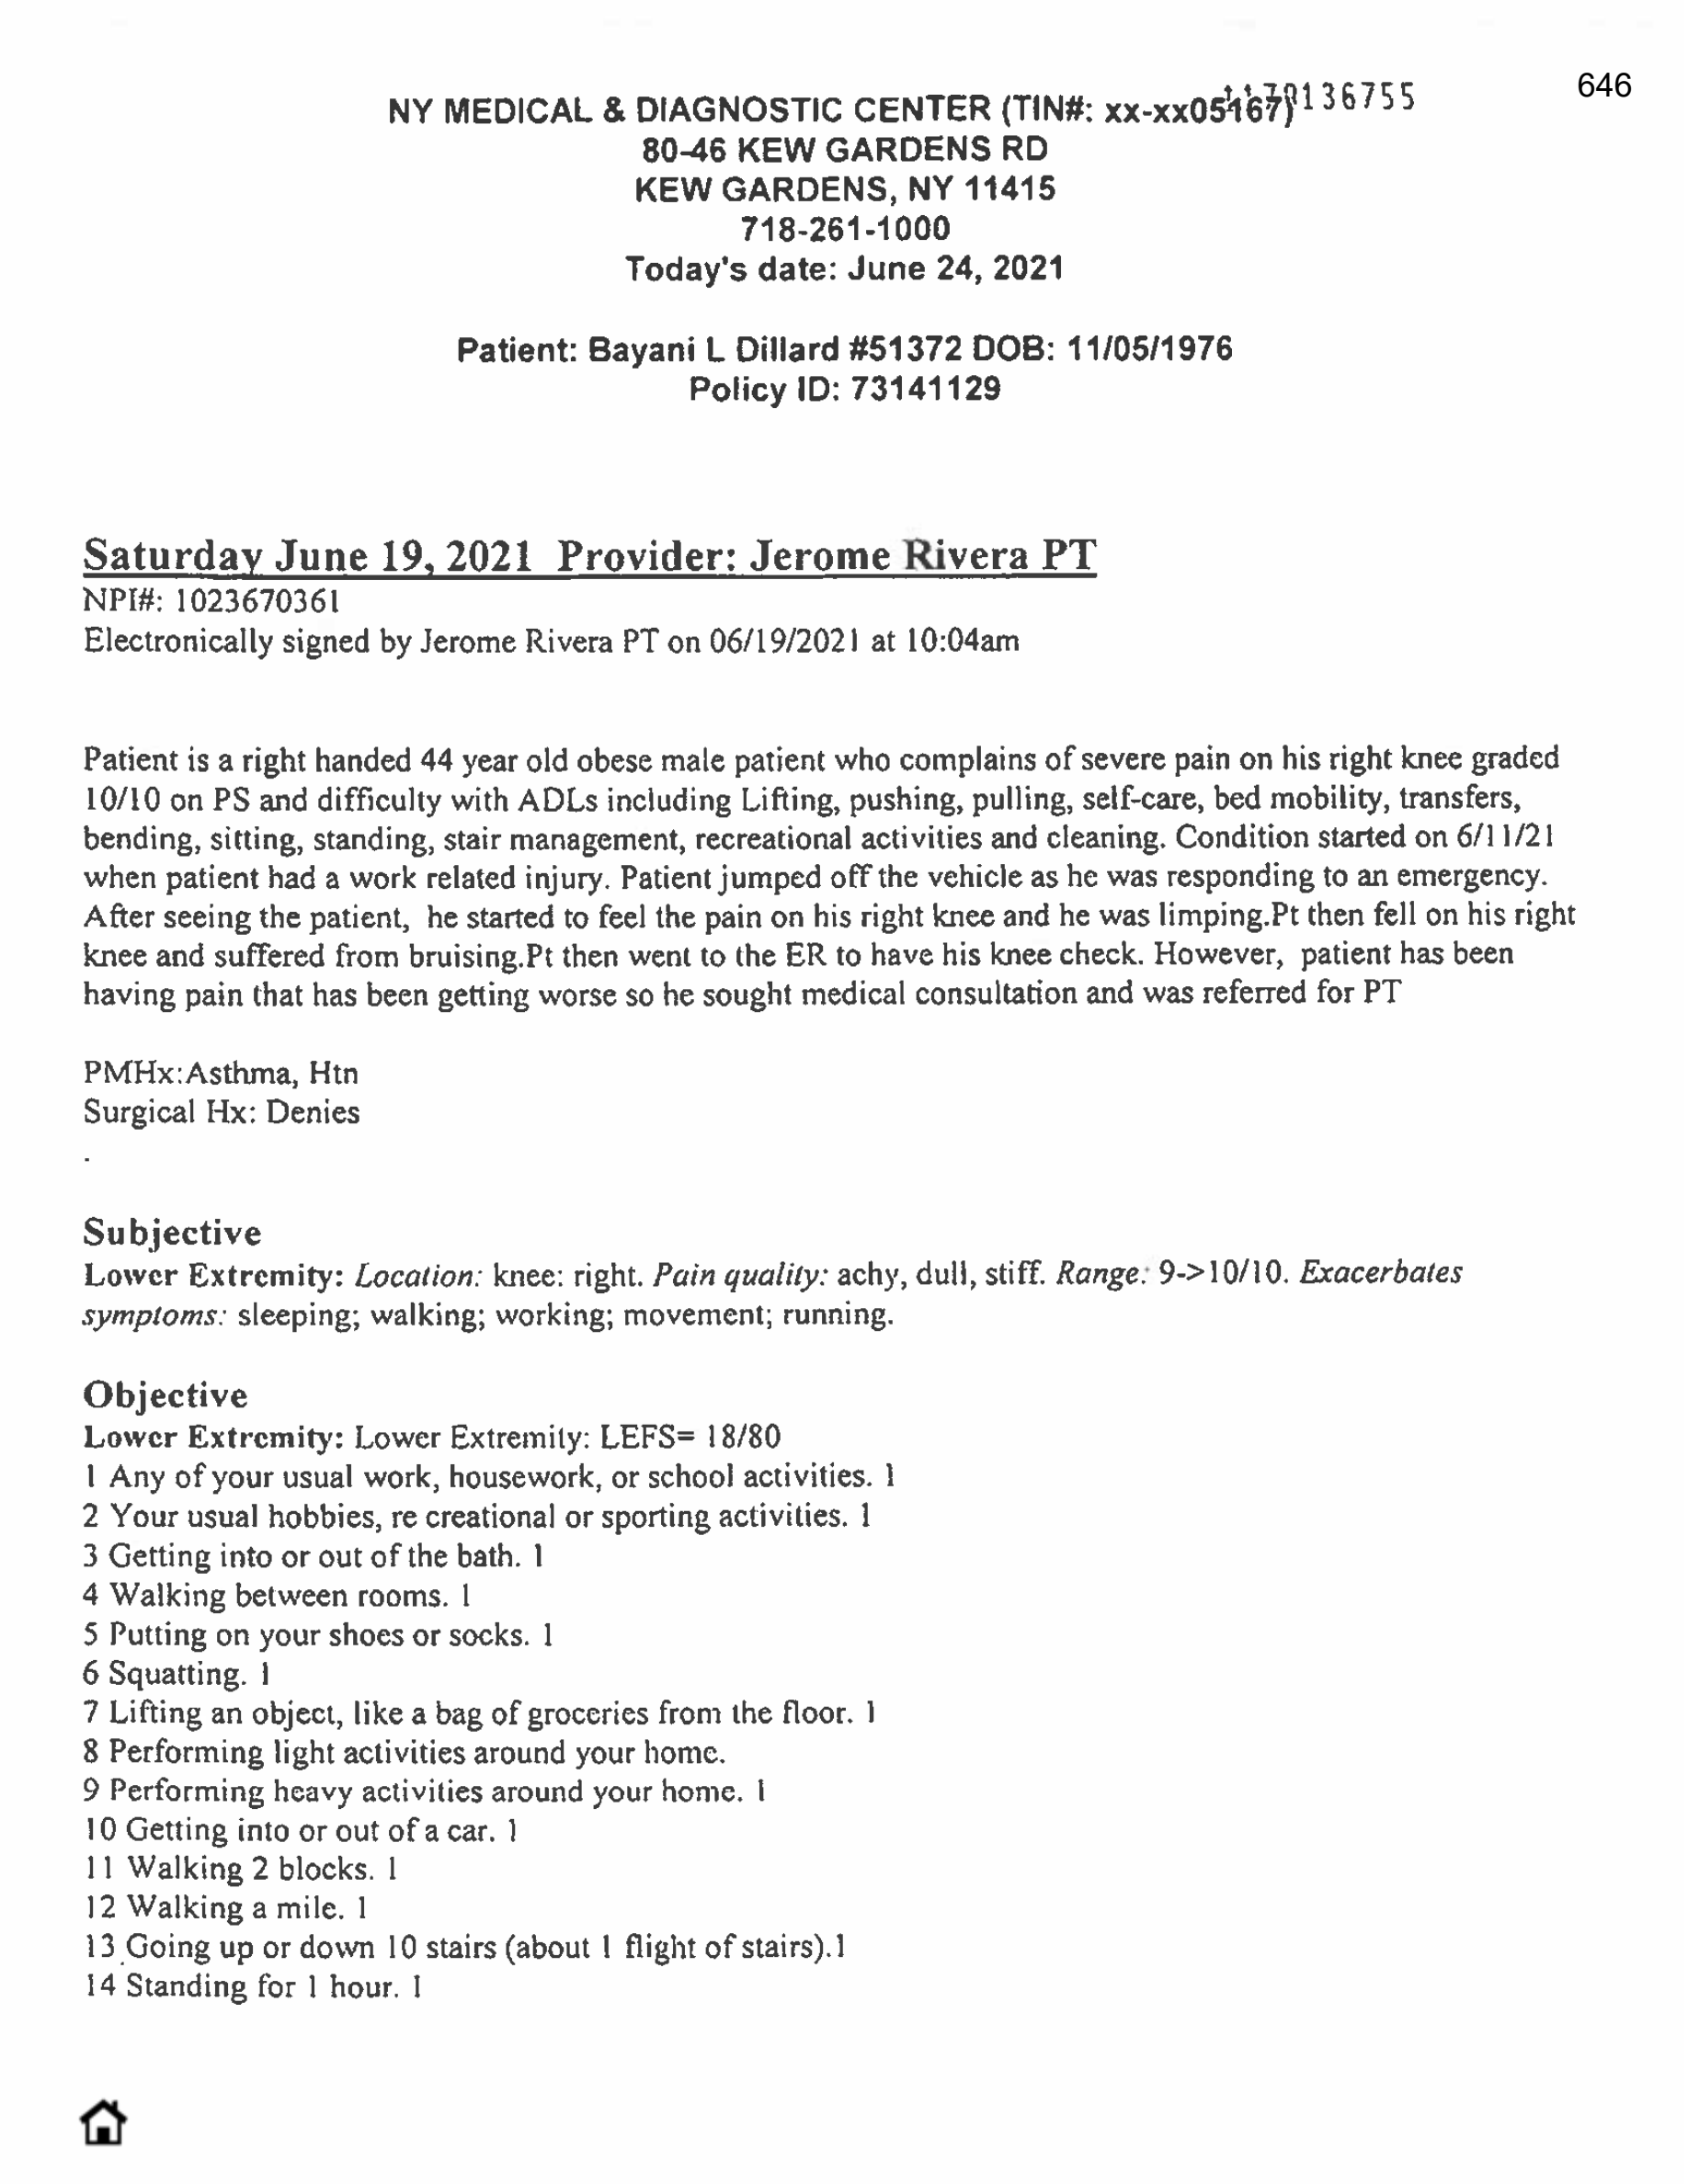 646
NY MEDICAL & DIAGNOSTIC CENTER (TIN#: xx-xx05167) 136755
80-46 KEW GARDENS RD
KEW GARDENS, NY 11415
718-261-1000
Today's date: June 24, 2021
Patient: Bayani L Dillard #51372 DOB: 11/05/1976
Policy ID: 73141129
Saturday June 19, 2021 Provider: Jerome Rivera PT
NPI#: 1023670361
Electronically signed by Jerome Rivera PT on 06/19/2021 at 10:04am
Patient is a right handed 44 year old obese male patient who complains of severe pain on his right knee graded
10/10 on PS and difficulty with ADLs including Lifting, pushing, pulling, self-care, bed mobility, transfers,
bending, sitting, standing, stair management, recreational activities and cleaning. Condition started on 6/11/21
when patient had a work related injury. Patient jumped off the vehicle as he was responding to an emergency.
After seeing the patient, he started to feel the pain on his right knee and he was limping.Pt then fell on his right
knee and suffered from bruising.Pt then went to the ER to have his knee check. However, patient has been
having pain that has been getting worse so he sought medical consultation and was referred for PT
PMHx:Asthma, Htn
Surgical Hx: Denies
.
Subjective
Lower Extremity: Location: knee: right. Pain quality: achy, dull, stiff. Range: 9->10/10. Exacerbates
symptoms: sleeping; walking; working; movement; running.
Objective
Lower Extremity: Lower Extremity: LEFS= 18/80
1 Any of your usual work, housework, or school activities. 1
2 Your usual hobbies, re creational or sporting activities. 1
3 Getting into or out of the bath. 1
4 Walking between rooms. 1
5 Putting on your shoes or socks. 1
6 Squatting. 1
7 Lifting an object, like a bag of groceries from the floor. 1
8 Performing light activities around your home.
9 Performing heavy activities around your home. 1
10 Getting into or out of a car. 1
11 Walking 2 blocks. 1
12 Walking a mile. 1
13 Going up or down 10 stairs (about 1 flight of stairs).1
14 Standing for 1 hour. 1